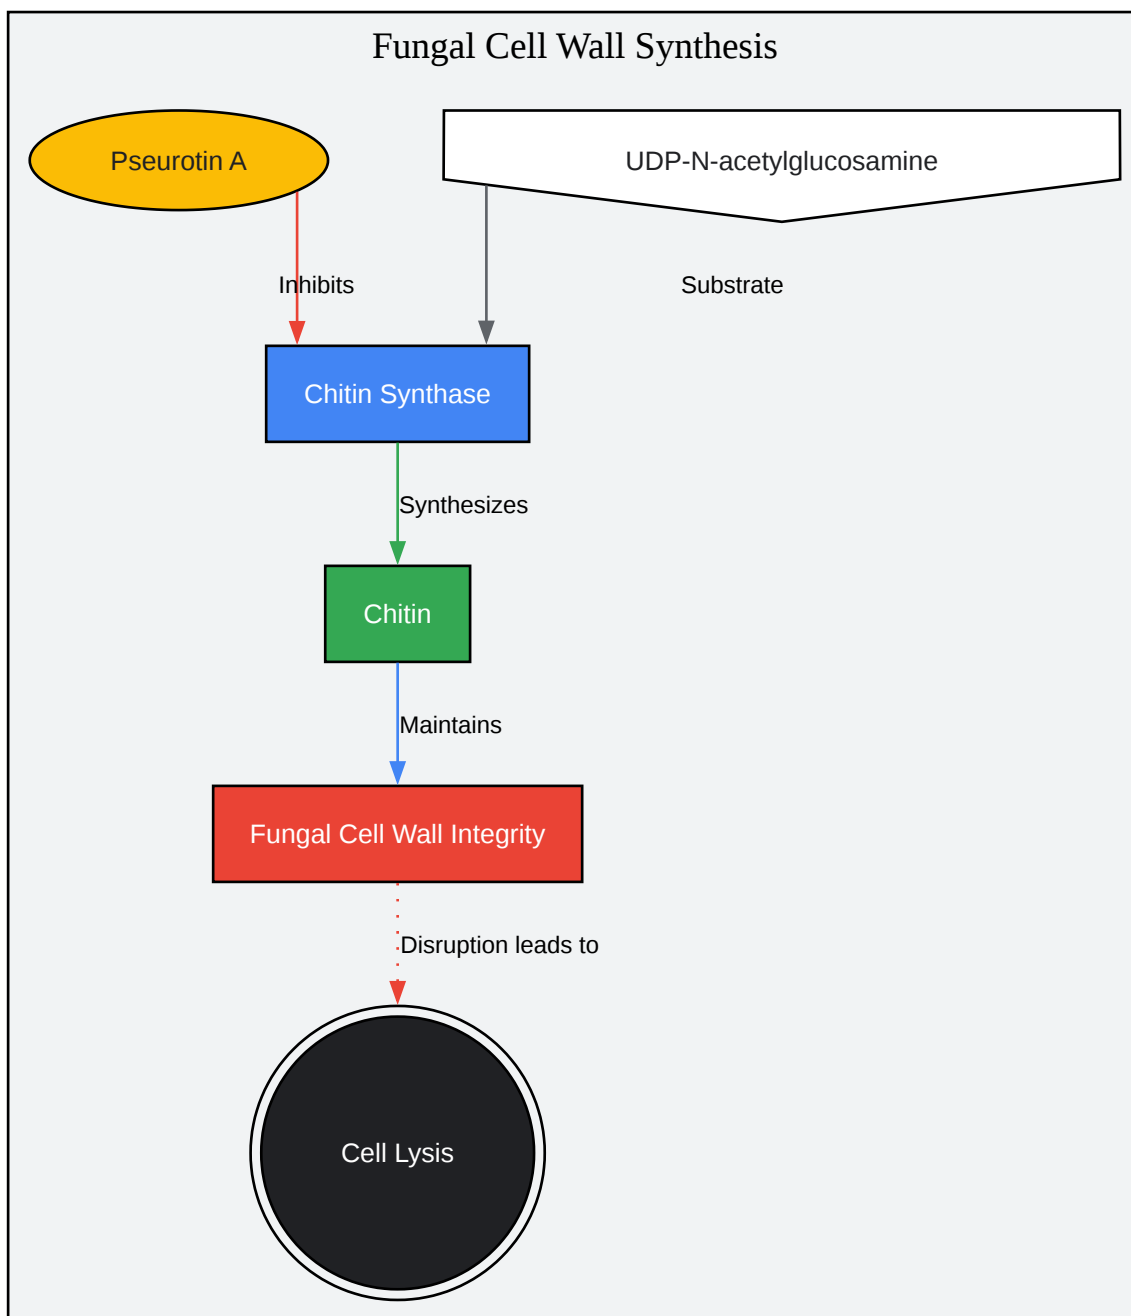 Fungal Cell Wall Synthesis
Pseurotin A
UDP-N-acetylglucosamine
Inhibits
Substrate
Chitin Synthase
Synthesizes
Chitin
Maintains
Fungal Cell Wall Integrity
Disruption leads to
Cell Lysis